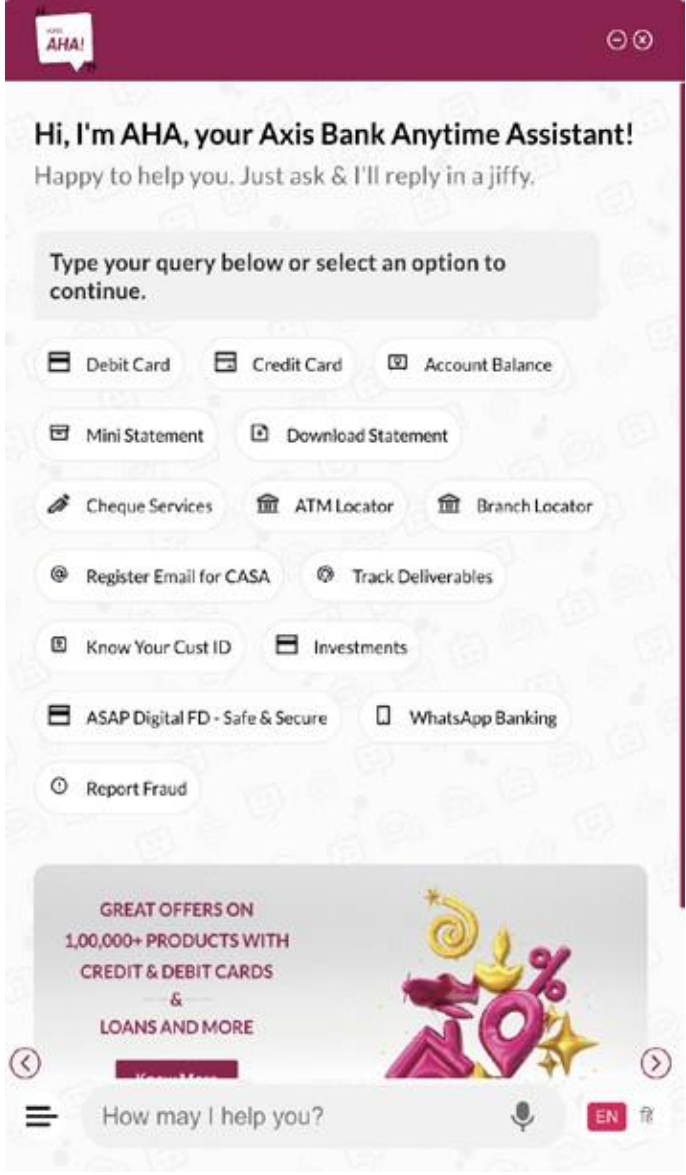 AXIS
AHA!
Hi, I'm AHA, your Axis Bank Anytime Assistant!
Happy to help you. Just ask & I'll reply in a jiffy.
Type your query below or select an option to
continue.
Debit Card
Credit Card
Account Balance
Mini Statement
Download Statement
Cheque Services
ATM Locator
Branch Locator
Register Email for CASA
Track Deliverables
Know Your Cust ID
Investments
ASAP Digital FD - Safe & Secure
WhatsApp Banking
Report Fraud
GREAT OFFERS ON
1,00,000+ PRODUCTS WITH
CREDIT & DEBIT CARDS
&
LOANS AND MORE
Know More
How may I help you?
EN
हिं